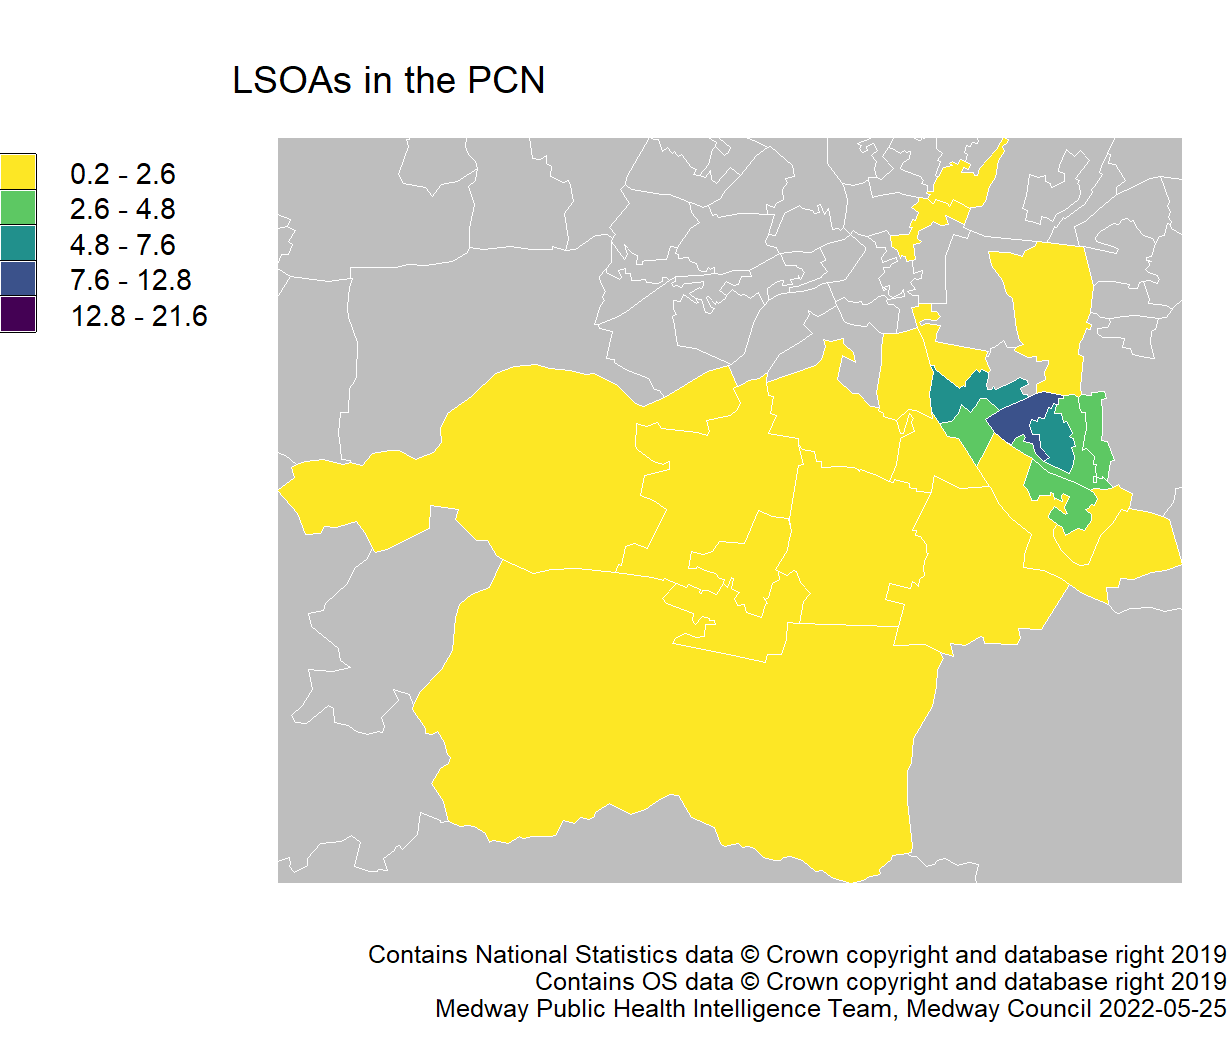 LSOAs in the PCN
0.2 - 2.6
2.6 - 4.8
4.8 - 7.6
7.6 - 12.8
12.8 - 21.6
Contains National Statistics data © Crown copyright and database right 2019
Contains OS data © Crown copyright and database right 2019
Medway Public Health Intelligence Team, Medway Council 2022-05-25